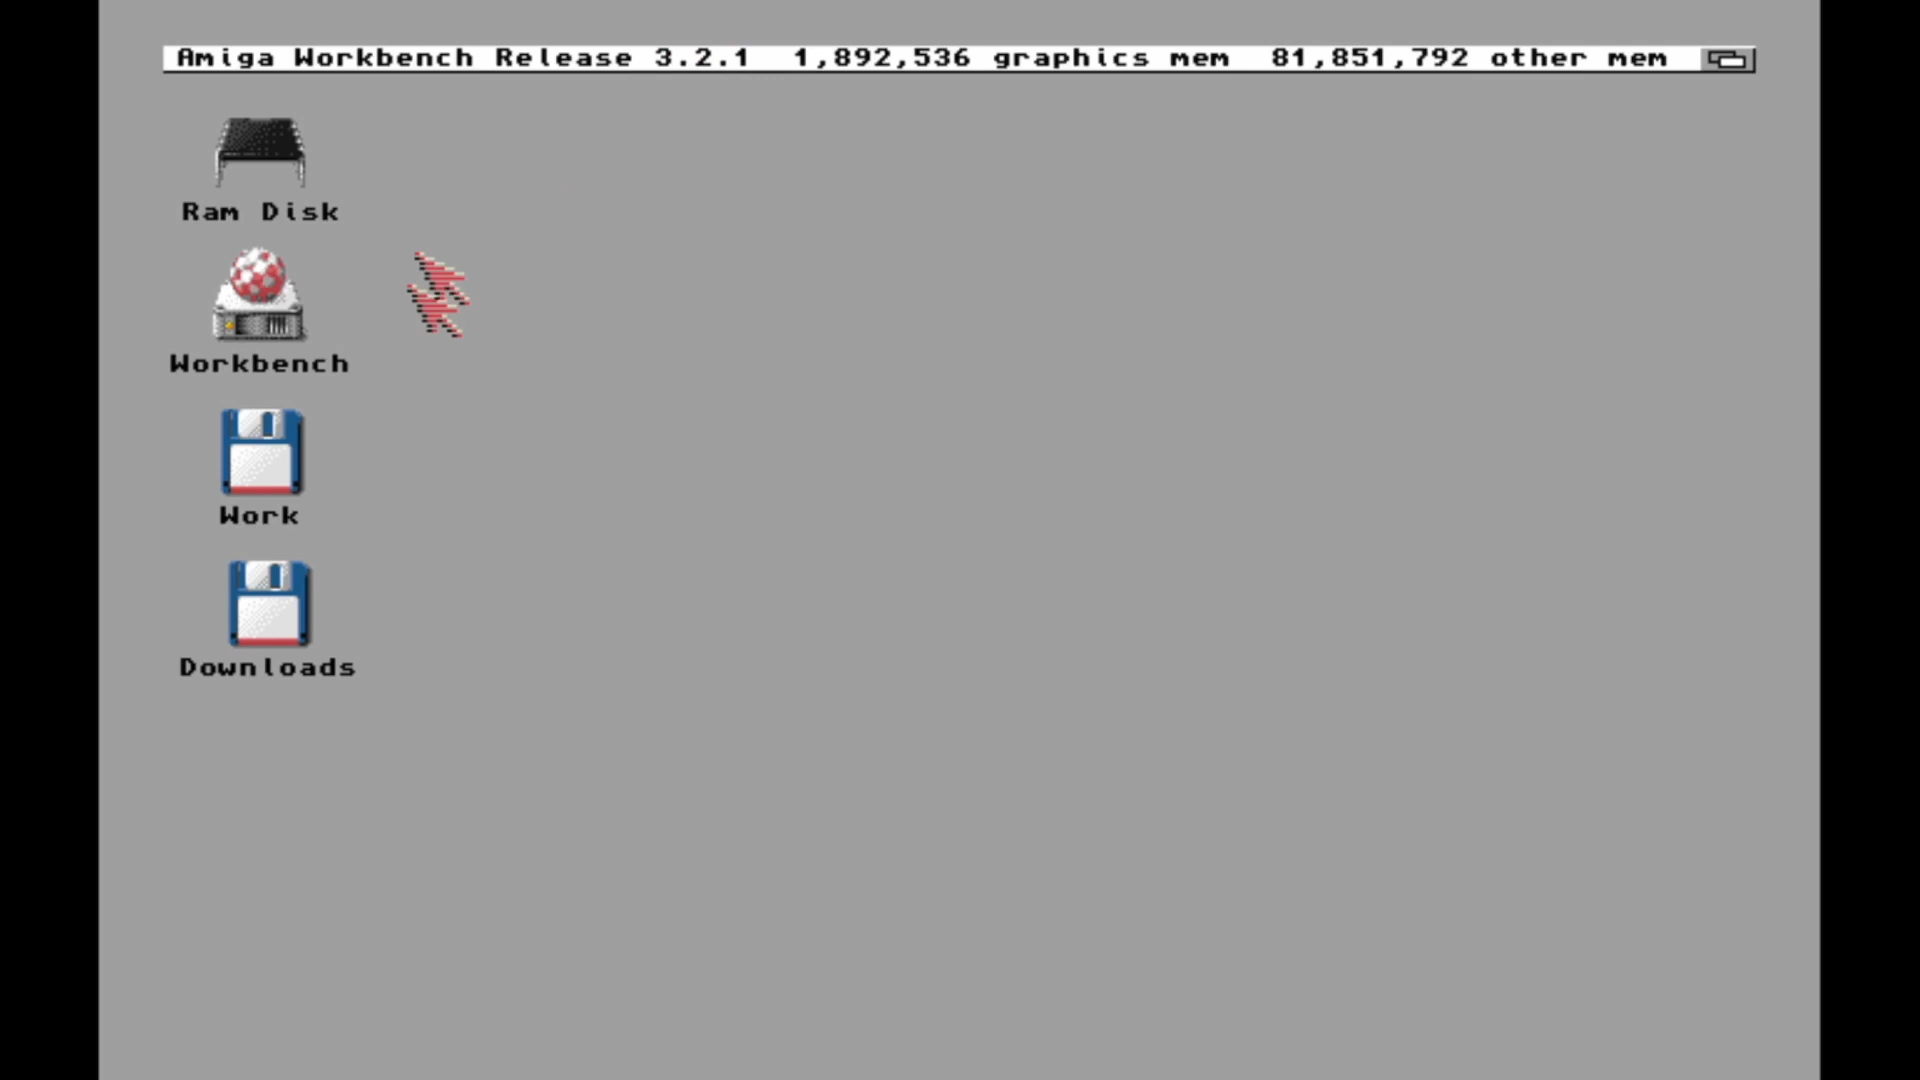 Amiga Workbench Release 3.2.1  1,892,536 graphics mem  81,851,792 other mem
Ram Disk
Workbench
Work
Downloads